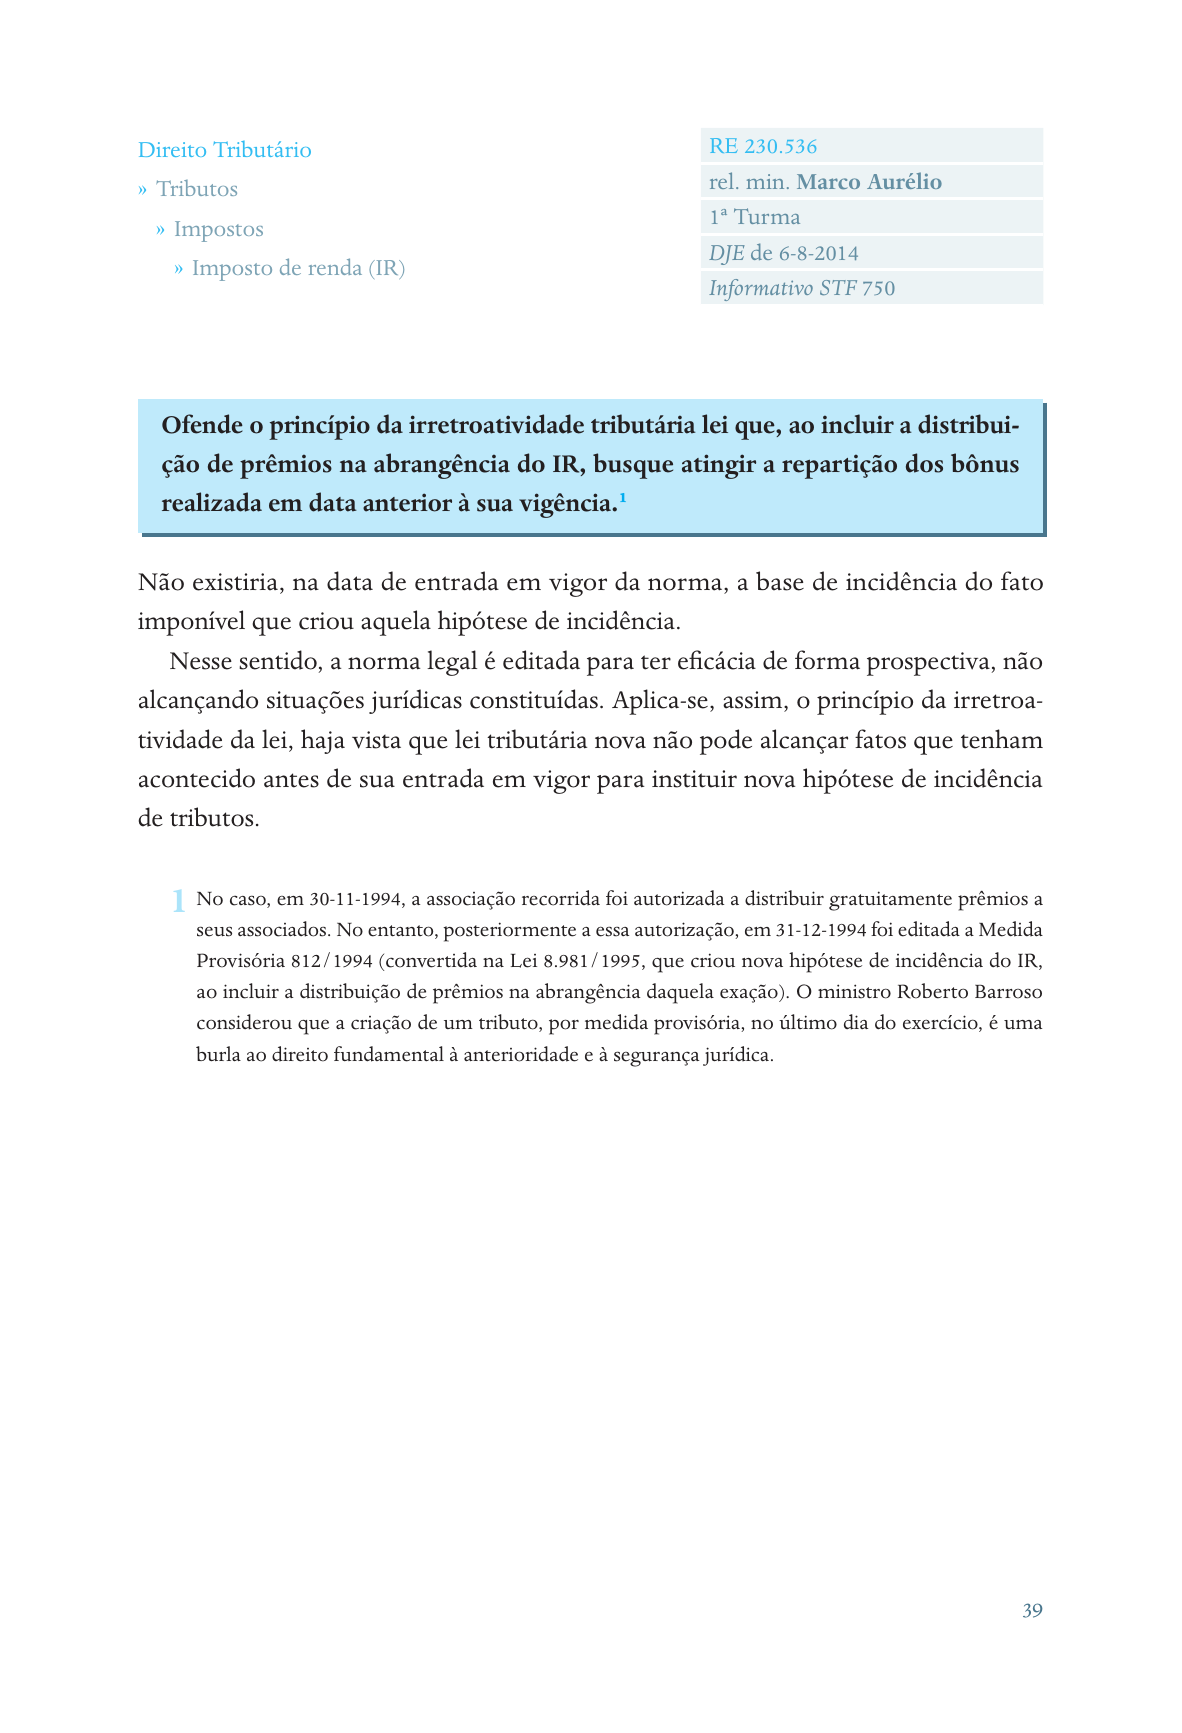 Direito Tributário
» Tributos
» Impostos
» Imposto de renda (IR)
RE 230.536
rel. min. Marco Aurélio
1ª Turma
DJE de 6-8-2014
Informativo STF 750
Ofende o princípio da irretroatividade tributária lei que, ao incluir a distribui-
ção de prêmios na abrangência do IR, busque atingir a repartição dos bônus
realizada em data anterior à sua vigência.1
Não existiria, na data de entrada em vigor da norma, a base de incidência do fato
imponível que criou aquela hipótese de incidência.
Nesse sentido, a norma legal é editada para ter eficácia de forma prospectiva, não
alcançando situações jurídicas constituídas. Aplica-se, assim, o princípio da irretroa-
tividade da lei, haja vista que lei tributária nova não pode alcançar fatos que tenham
acontecido antes de sua entrada em vigor para instituir nova hipótese de incidência
de tributos.
1 No caso, em 30-11-1994, a associação recorrida foi autorizada a distribuir gratuitamente prêmios a
seus associados. No entanto, posteriormente a essa autorização, em 31-12-1994 foi editada a Medida
Provisória 812/1994 (convertida na Lei 8.981/1995, que criou nova hipótese de incidência do IR,
ao incluir a distribuição de prêmios na abrangência daquela exação). O ministro Roberto Barroso
considerou que a criação de um tributo, por medida provisória, no último dia do exercício, é uma
burla ao direito fundamental à anterioridade e à segurança jurídica.
39